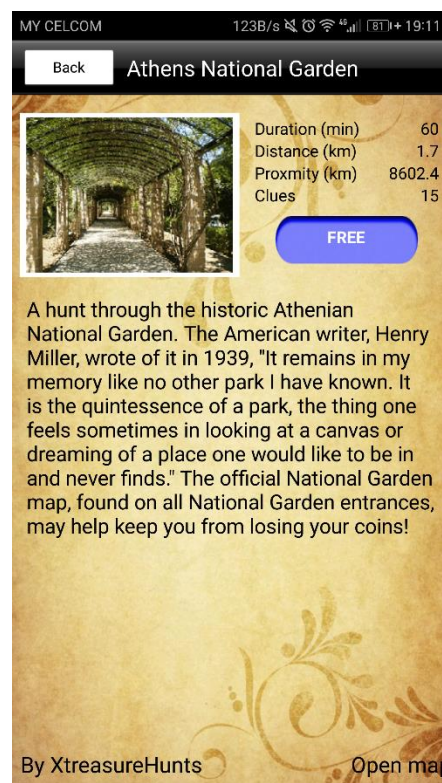 MY CELCOM 123B/s 4G 81 + 19:11
Back Athens National Garden
Duration (min) 60
Distance (km) 1.7
Proxmity (km) 8602.4
Clues 15
FREE
A hunt through the historic Athenian
National Garden. The American writer, Henry
Miller, wrote of it in 1939, "It remains in my
memory like no other park I have known. It
is the quintessence of a park, the thing one
feels sometimes in looking at a canvas or
dreaming of a place one would like to be in
and never finds." The official National Garden
map, found on all National Garden entrances,
may help keep you from losing your coins!
By XtreasureHunts Open map